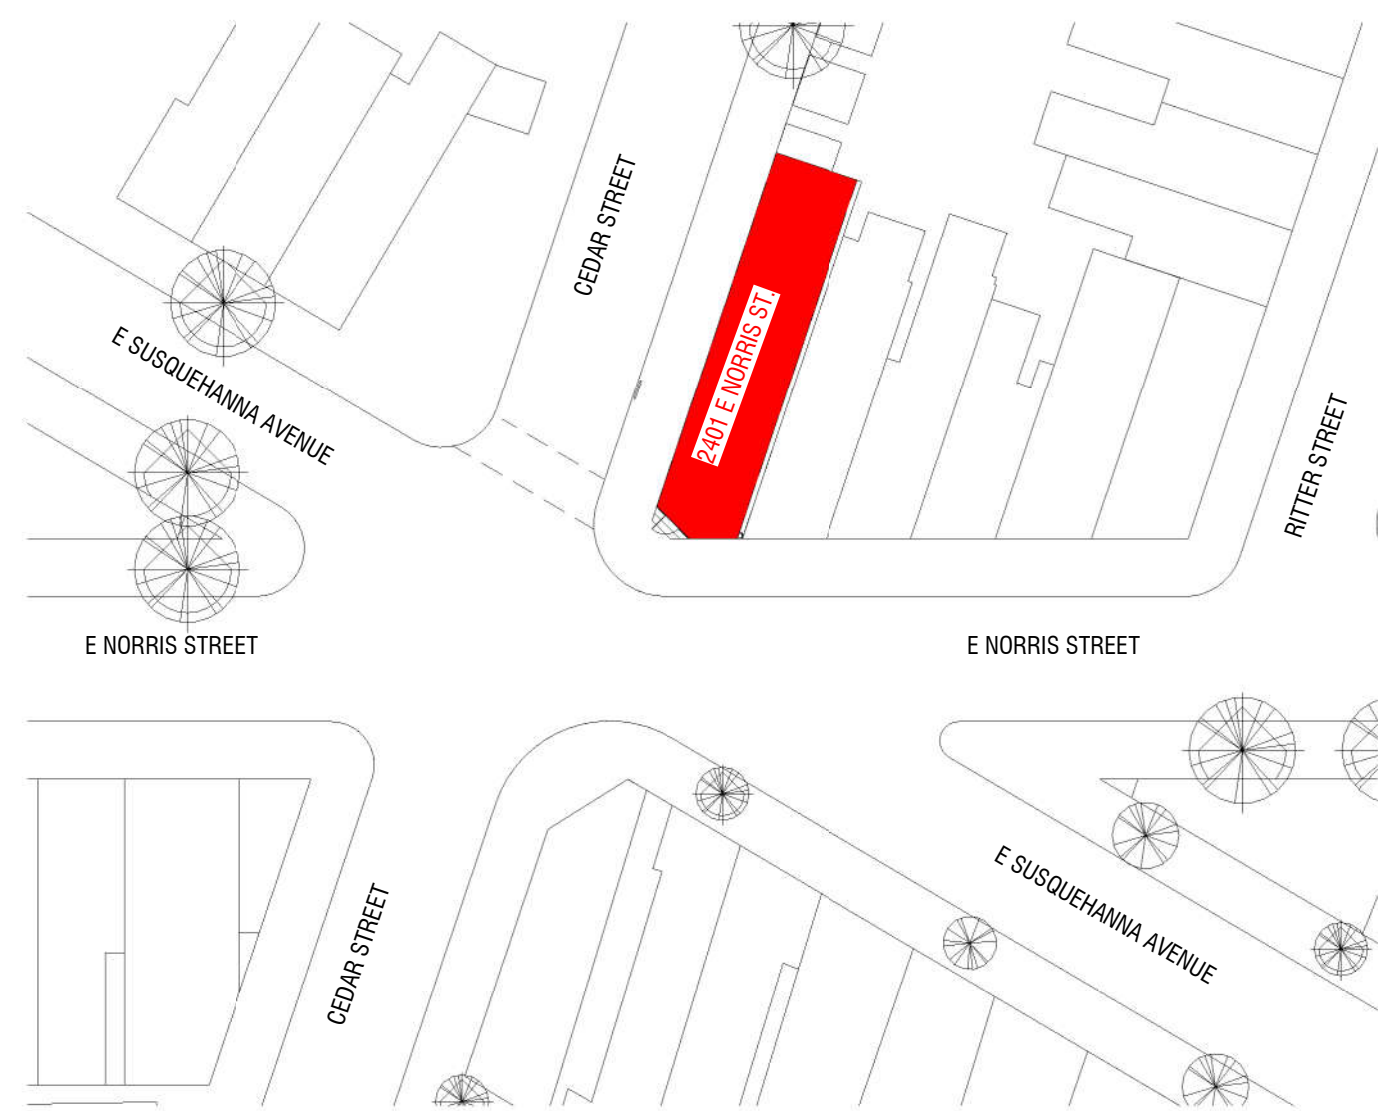 CEDAR STREET
E SUSQUEHANNA AVENUE
2401 E NORRIS ST.
RITTER STREET
E NORRIS STREET
E NORRIS STREET
E SUSQUEHANNA AVENUE
CEDAR STREET